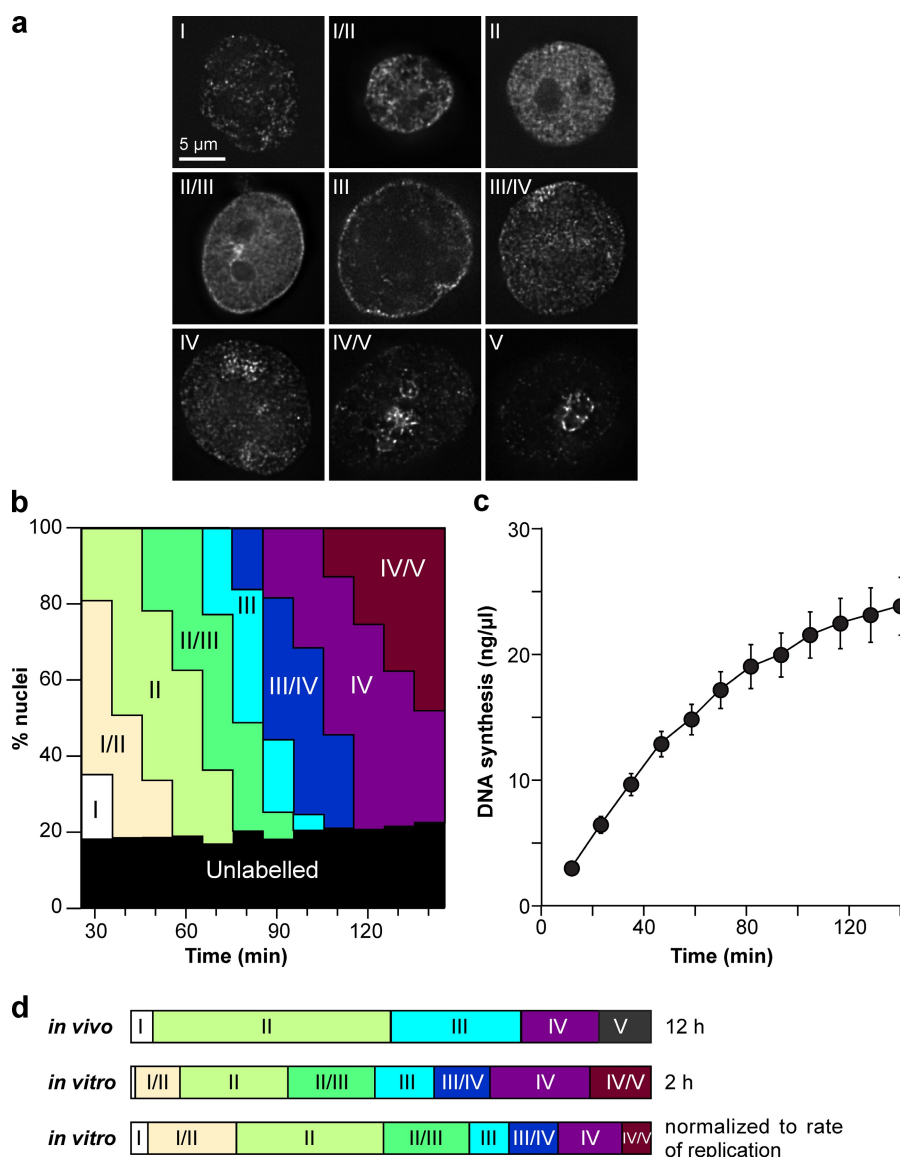 a
I I/II II
5 µm
II/III III III/IV
IV IV/V V
b c
100
80
60
40
20
0
% nuclei
I
I/II
II
II/III
III
III/IV
IV
IV/V
Unlabelled
30 60 90 120
Time (min)
30
20
10
0
DNA synthesis (ng/µl)
0 40 80 120
Time (min)
d
in vivo I II III IV V 12 h
in vitro I/II II II/III III III/IV IV IV/V 2 h
in vitro I I/II II II/III III III/IV IV IV/V normalized to rate
of replication